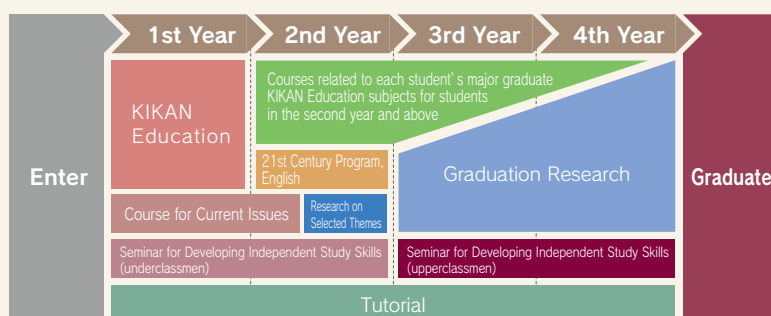 1st Year
2nd Year
3rd Year
4th Year
Enter
KIKAN
Education
Courses related to each student's major graduate
KIKAN Education subjects for students
in the second year and above
21st Century Program,
English
Graduation Research
Graduate
Course for Current Issues
Research on
Selected Themes
Seminar for Developing Independent Study Skills
(underclassmen)
Seminar for Developing Independent Study Skills
(upperclassmen)
Tutorial